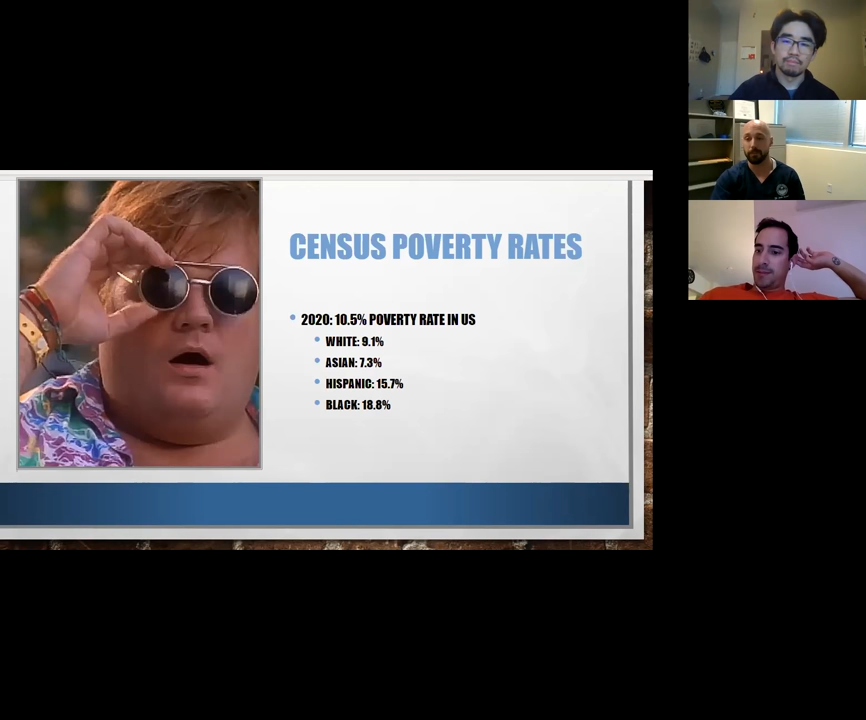 CENSUS POVERTY RATES
2020: 10.5% POVERTY RATE IN US
WHITE: 9.1%
ASIAN: 7.3%
HISPANIC: 15.7%
BLACK: 18.8%